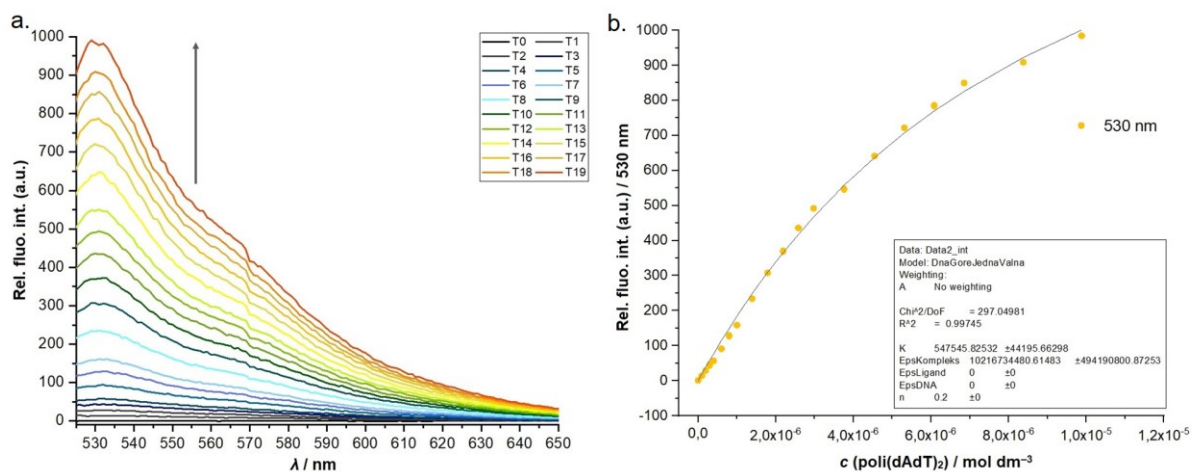 a.
1000
900
800
700
600
500
400
300
200
100
0
Rel. fluo. int. (a.u.)
530 540 550 560 570 580 590 600 610 620 630 640 650
λ / nm
T0 T1
T2 T3
T4 T5
T6 T7
T8 T9
T10 T11
T12 T13
T14 T15
T16 T17
T18 T19
b.
1000
900
800
700
600
500
400
300
200
100
0
-100
Rel. fluo. int. (a.u.) / 530 nm
0,0 2,0x10⁻⁶ 4,0x10⁻⁶ 6,0x10⁻⁶ 8,0x10⁻⁶ 1,0x10⁻⁵
c (poli(dAdT)₂) / mol dm⁻³
530 nm
Data: Data2_int
Model: DnaGoreJednaValna
Weighting:
A No weighting
Chi^2/DoF = 297.04981
R^2 = 0.99745
K 547545.82532 ±44195.66298
EpsKompleks 10216734480.61483 ±494190800.87253
EpsLigand 0 ±0
EpsDNA 0 ±0
n 0.2 ±0